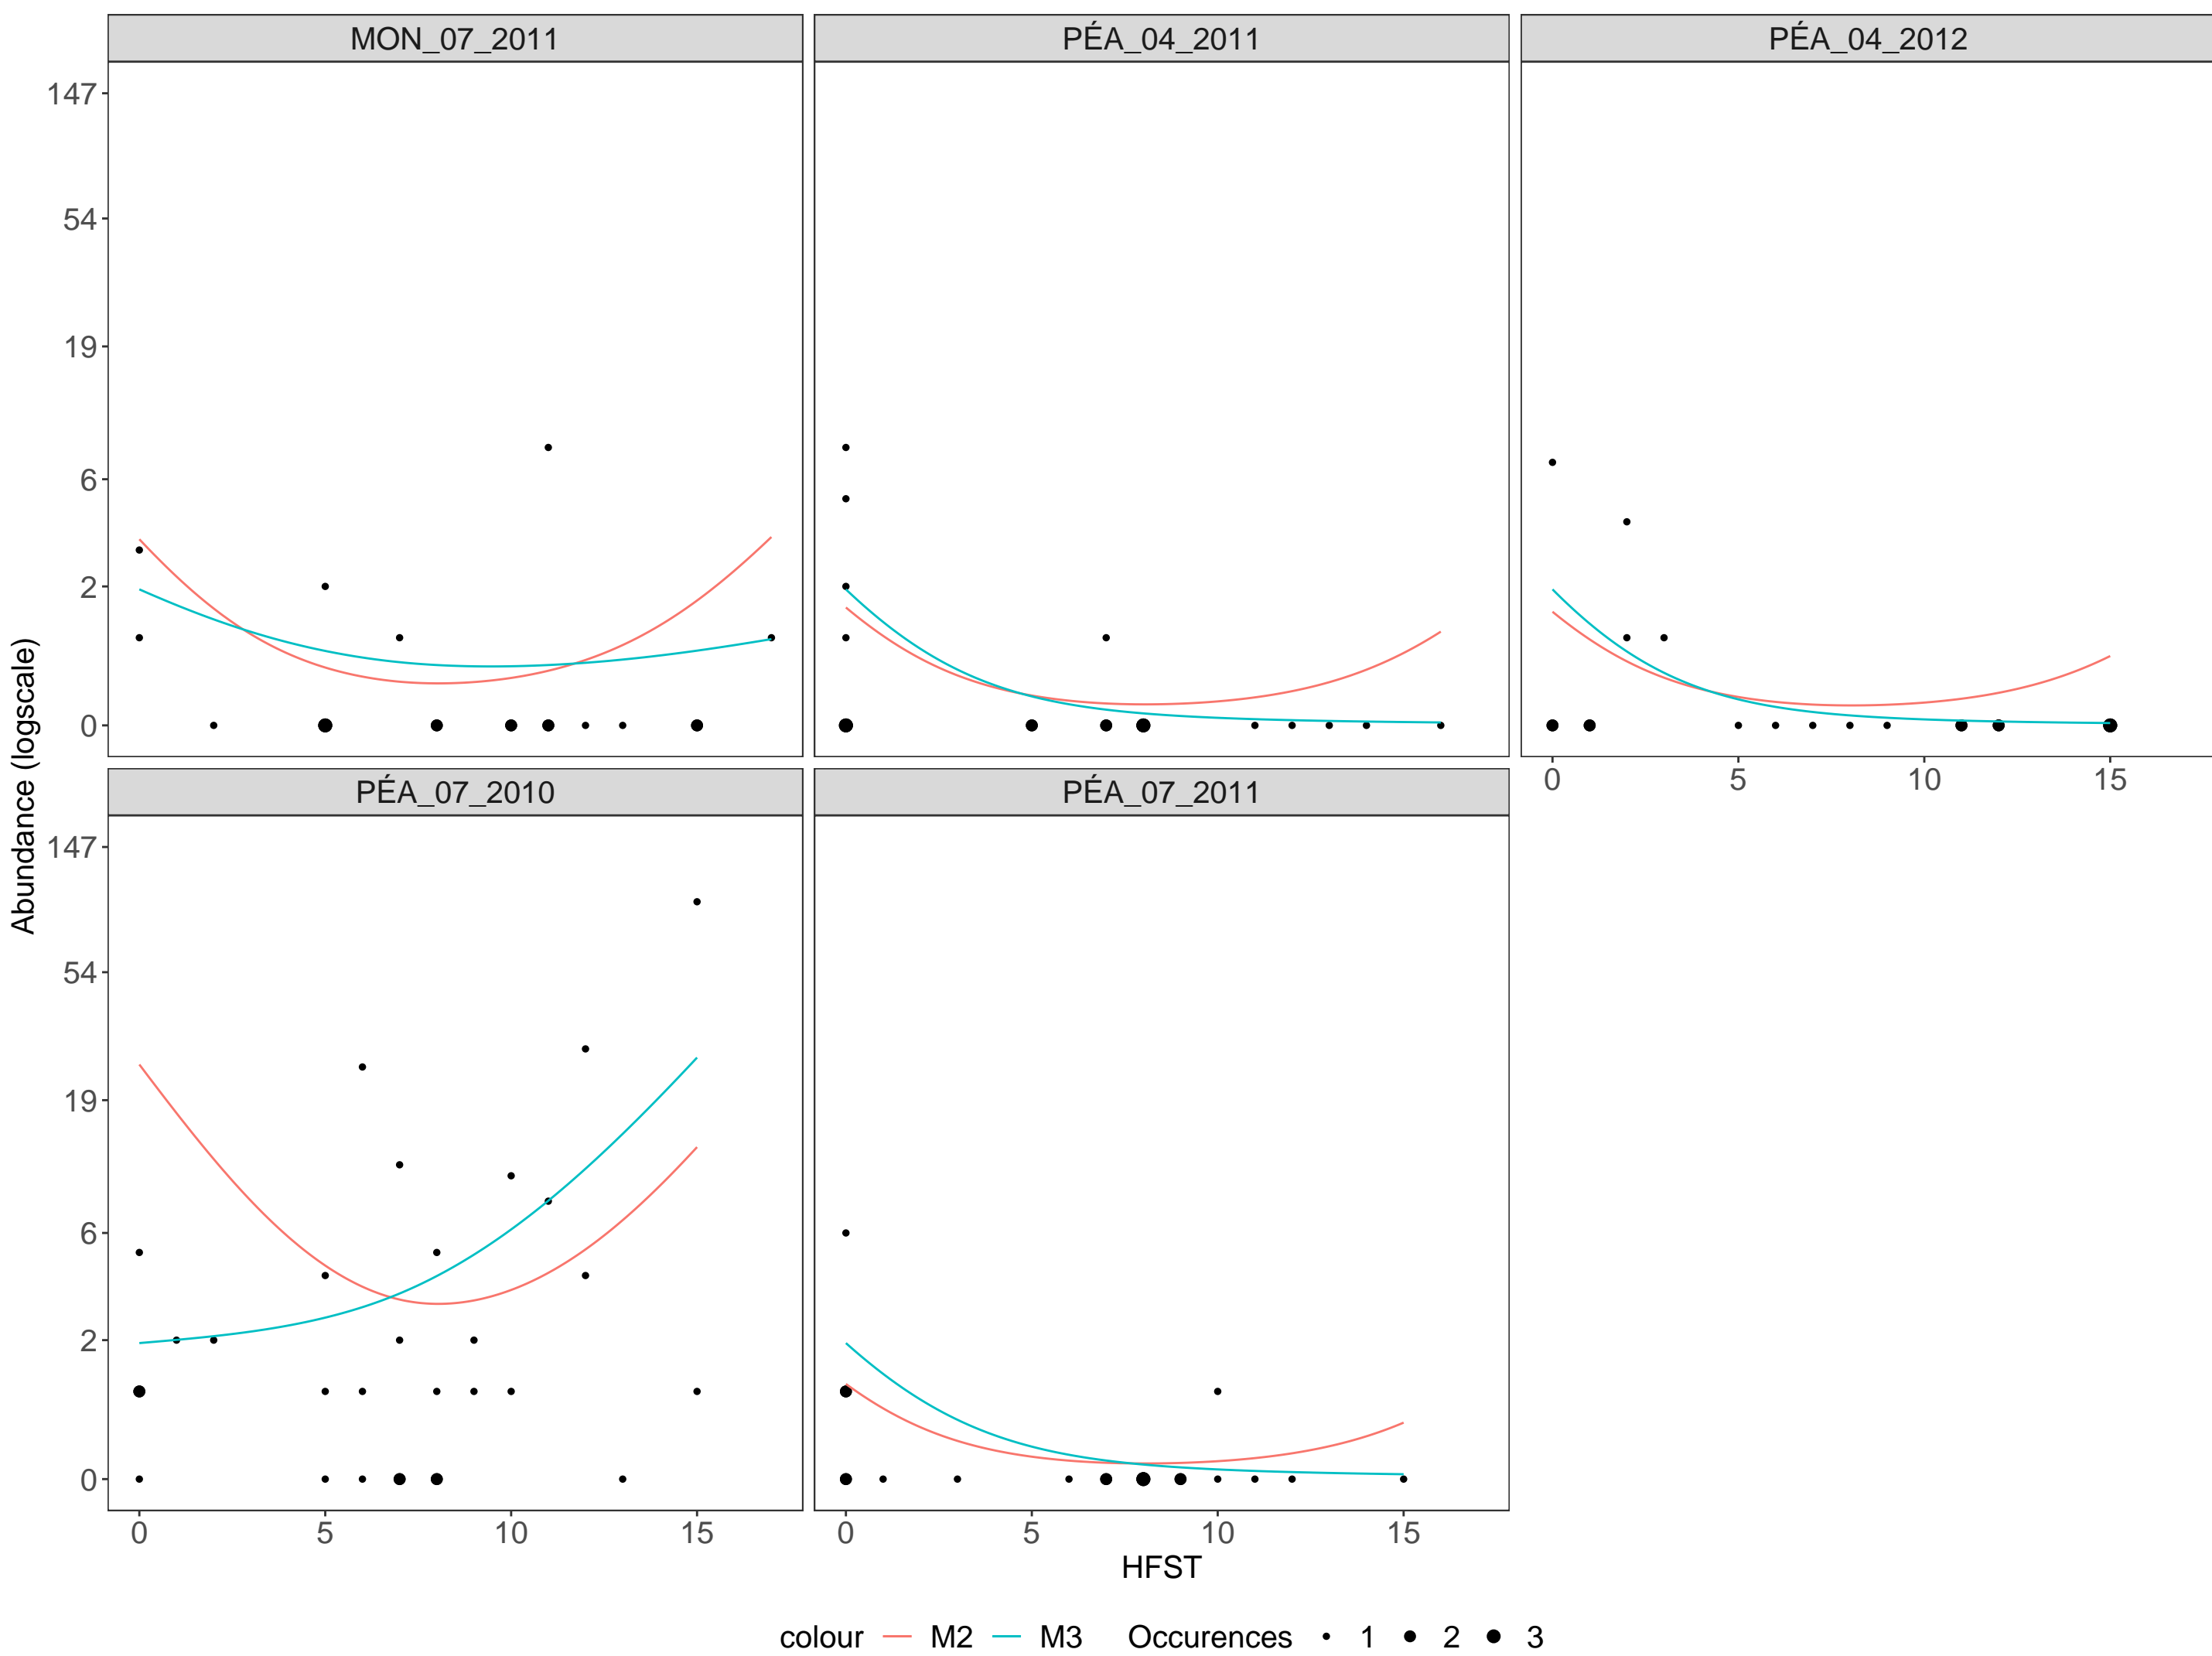 MON_07_2011
PÉA_04_2011
PÉA_04_2012
147
54
19
6
2
0
0 5 10 15
PÉA_07_2010
PÉA_07_2011
147
54
19
6
2
0
0 5 10 15
0 5 10 15
Abundance (logscale)
HFST
colour M2 M3 Occurences 1 2 3